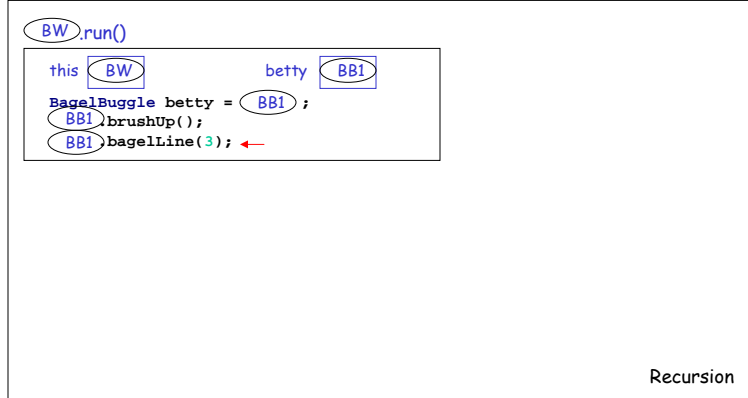 BW.run()
this BW betty BB1
BagelBuggle betty = BB1 ;
BB1.brushUp();
BB1.bagelLine(3);
Recursion